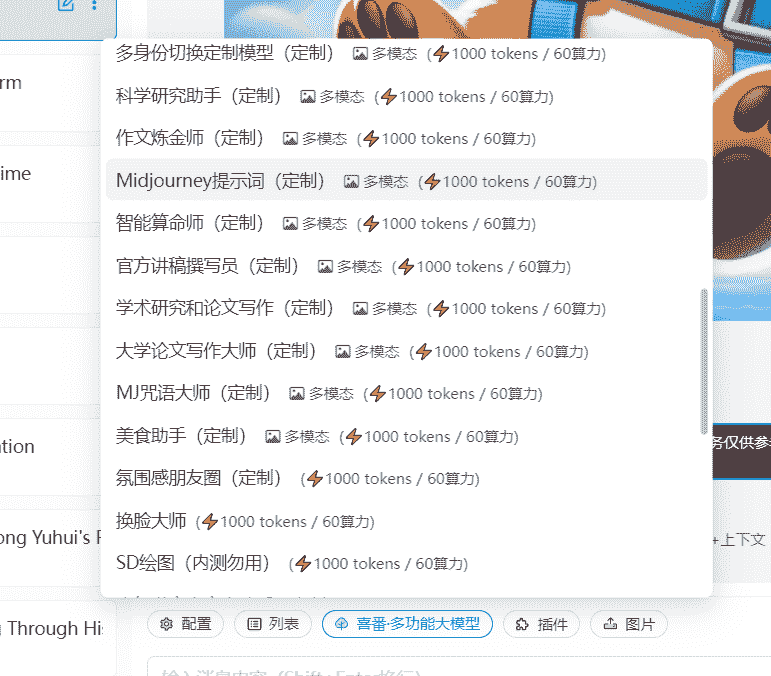 多身份切换定制模型（定制） 多模态 （⚡1000 tokens / 60算力）
rm
科学研究助手（定制） 多模态 （⚡1000 tokens / 60算力）
作文炼金师（定制） 多模态 （⚡1000 tokens / 60算力）
ime
Midjourney提示词（定制） 多模态 （⚡1000 tokens / 60算力）
智能算命师（定制） 多模态 （⚡1000 tokens / 60算力）
官方讲稿撰写员（定制） 多模态 （⚡1000 tokens / 60算力）
学术研究和论文写作（定制） 多模态 （⚡1000 tokens / 60算力）
大学论文写作大师（定制） 多模态 （⚡1000 tokens / 60算力）
MJ咒语大师（定制） 多模态 （⚡1000 tokens / 60算力）
美食助手（定制） 多模态 （⚡1000 tokens / 60算力）
tion
务仅供参
氛围感朋友圈（定制） （⚡1000 tokens / 60算力）
换脸大师 （⚡1000 tokens / 60算力）
ong Yuhui's
+上下文
SD绘图（内测勿用） （⚡1000 tokens / 60算力）
Through His
配置 列表 喜番·多功能大模型 插件 图片